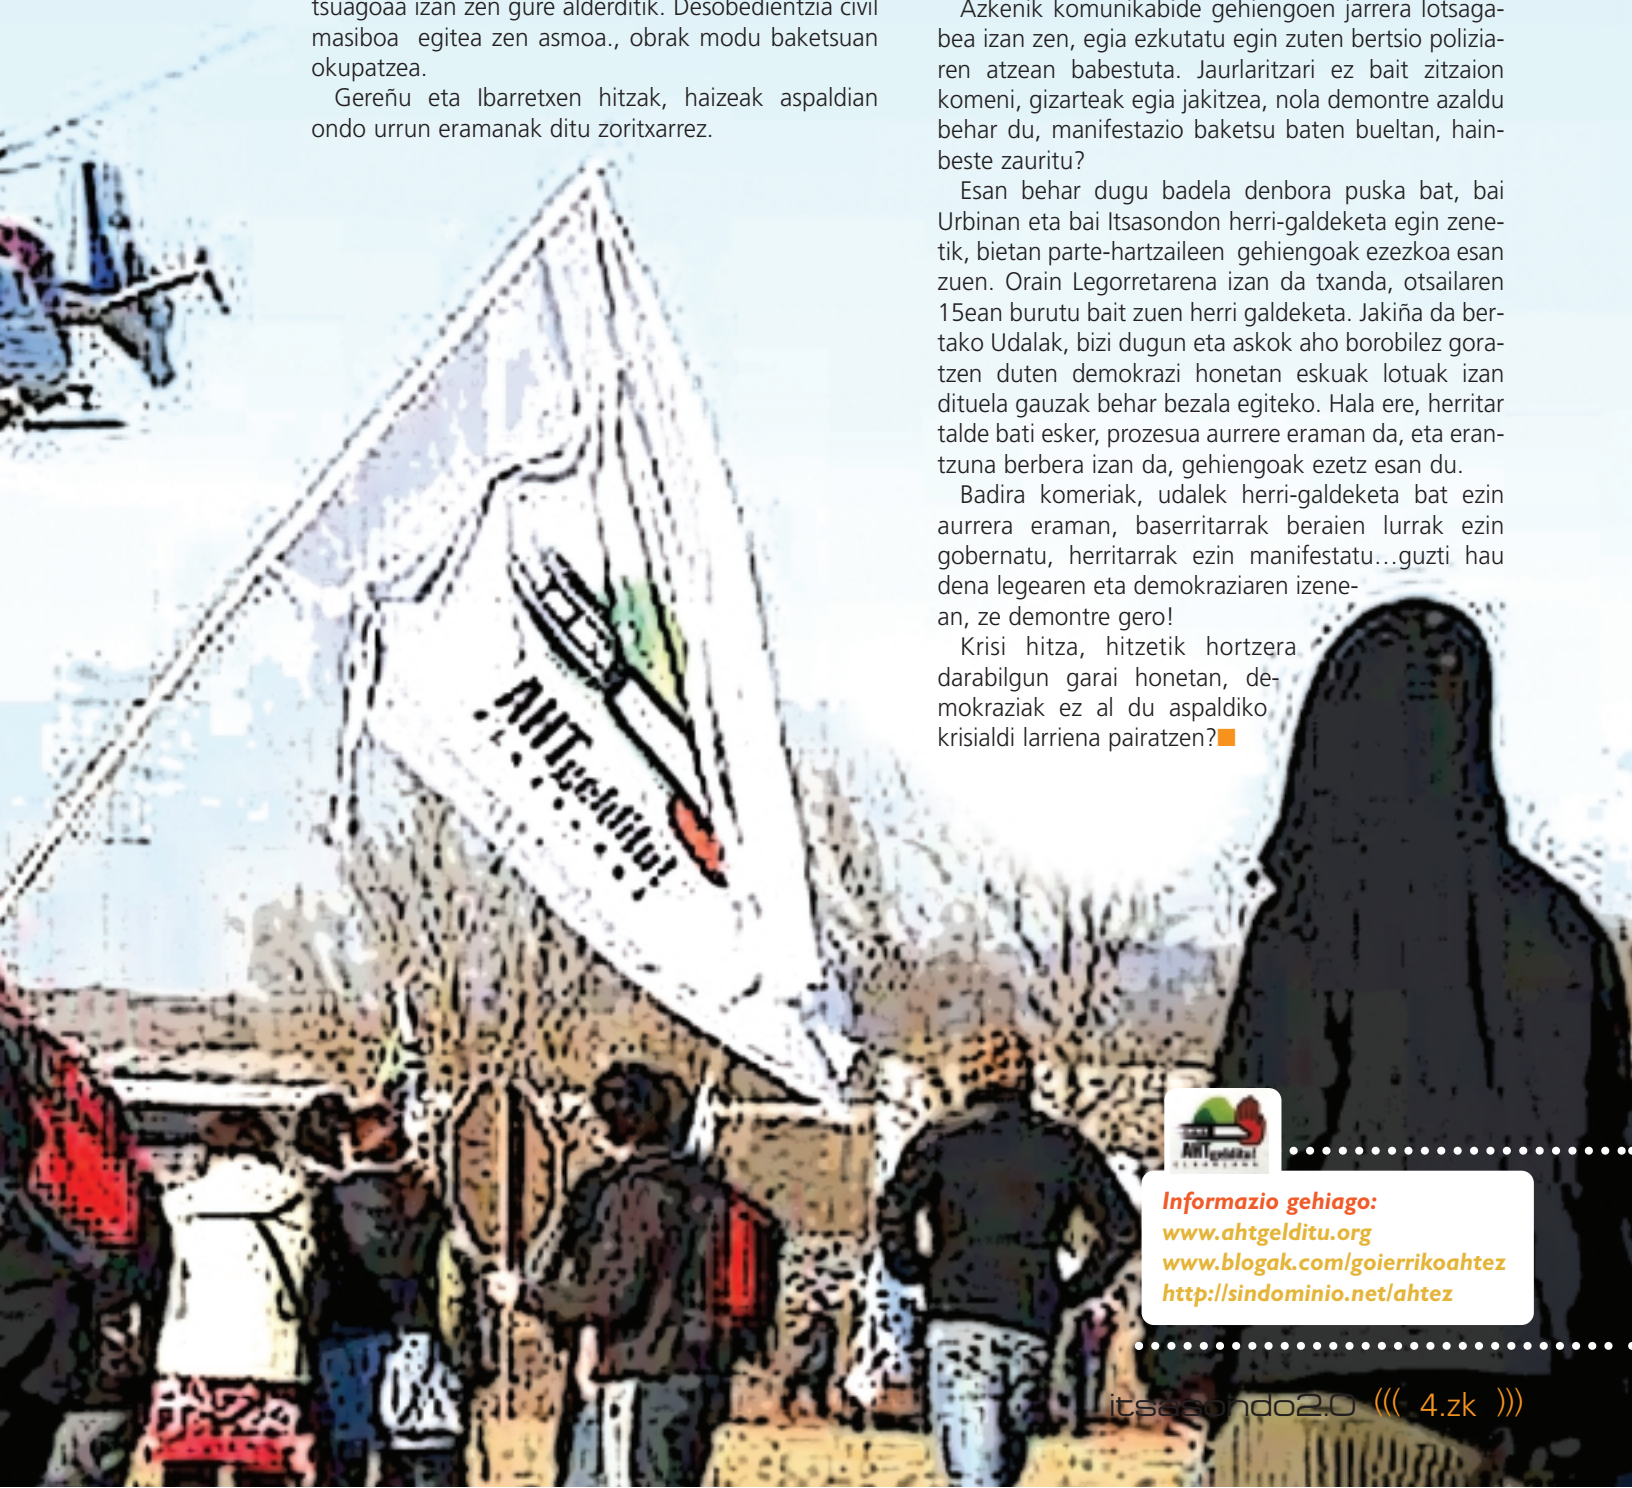 tsuagoaa izan zen gure alderditik. Desobedientzia civil
masiboa egitea zen asmoa., obrak modu baketsuan
okupatzea.
Gereñu eta Ibarretxen hitzak, haizeak aspaldian
ondo urrun eramanak ditu zoritxarrez.
Azkenik komunikabide gehiengoen jarrera lotsaga-
bea izan zen, egia ezkutatu egin zuten bertsio polizia-
ren atzean babestuta. Jaurlaritzari ez bait zitzaion
komeni, gizarteak egia jakitzea, nola demontre azaldu
behar du, manifestazio baketsu baten bueltan, hain-
beste zauritu?
Esan behar dugu badela denbora puska bat, bai
Urbinan eta bai Itsasondon herri-galdeketa egin zene-
tik, bietan parte-hartzaileen gehiengoak ezezkoa esan
zuen. Orain Legorretarena izan da txanda, otsailaren
15ean burutu bait zuen herri galdeketa. Jakiña da ber-
tako Udalak, bizi dugun eta askok aho borobilez gora-
tzen duten demokrazi honetan eskuak lotuak izan
dituela gauzak behar bezala egiteko. Hala ere, herritar
talde bati esker, prozesua aurrere eraman da, eta eran-
tzuna berbera izan da, gehiengoak ezetz esan du.
Badira komeriak, udalek herri-galdeketa bat ezin
aurrera eraman, baserritarrak beraien lurrak ezin
gobernatu, herritarrak ezin manifestatu...guzti hau
dena legearen eta demokraziaren izene-
an, ze demontre gero!
Krisi hitza, hitzetik hortzera
darabilgun garai honetan, de-
mokraziak ez al du aspaldiko
krisialdi larriena pairatzen?
AHTgelditu!
AHTgelditu!
Informazio gehiago:
www.ahtgelditu.org
www.blogak.com/goierrikoahtez
http://sindominio.net/ahtez
itsasondo2.0 ((( 4.zk )))